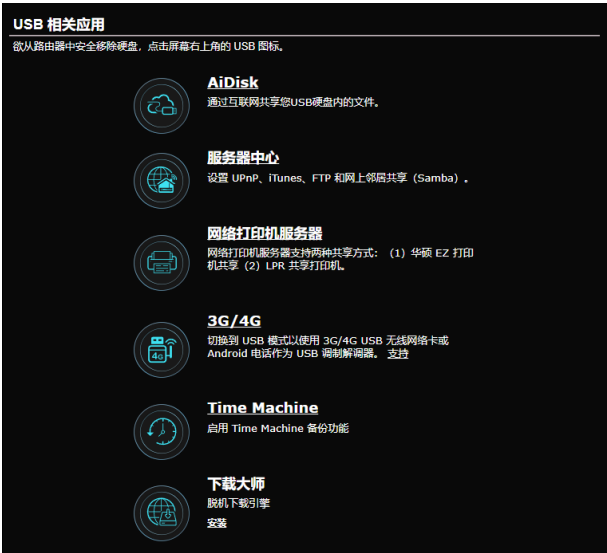 USB 相关应用
欲从路由器中安全移除硬盘，点击屏幕右上角的 USB 图标。
AiDisk
通过互联网共享您USB硬盘内的文件。
服务器中心
设置 UPnP、iTunes、FTP 和网上邻居共享（Samba）。
网络打印机服务器
网络打印机服务器支持两种共享方式：（1）华硕 EZ 打印
机共享（2）LPR 共享打印机。
3G/4G
切换到 USB 模式以使用 3G/4G USB 无线网络卡或
Android 电话作为 USB 调制解调器。 支持
4G
Time Machine
启用 Time Machine 备份功能
下载大师
脱机下载引擎
安装